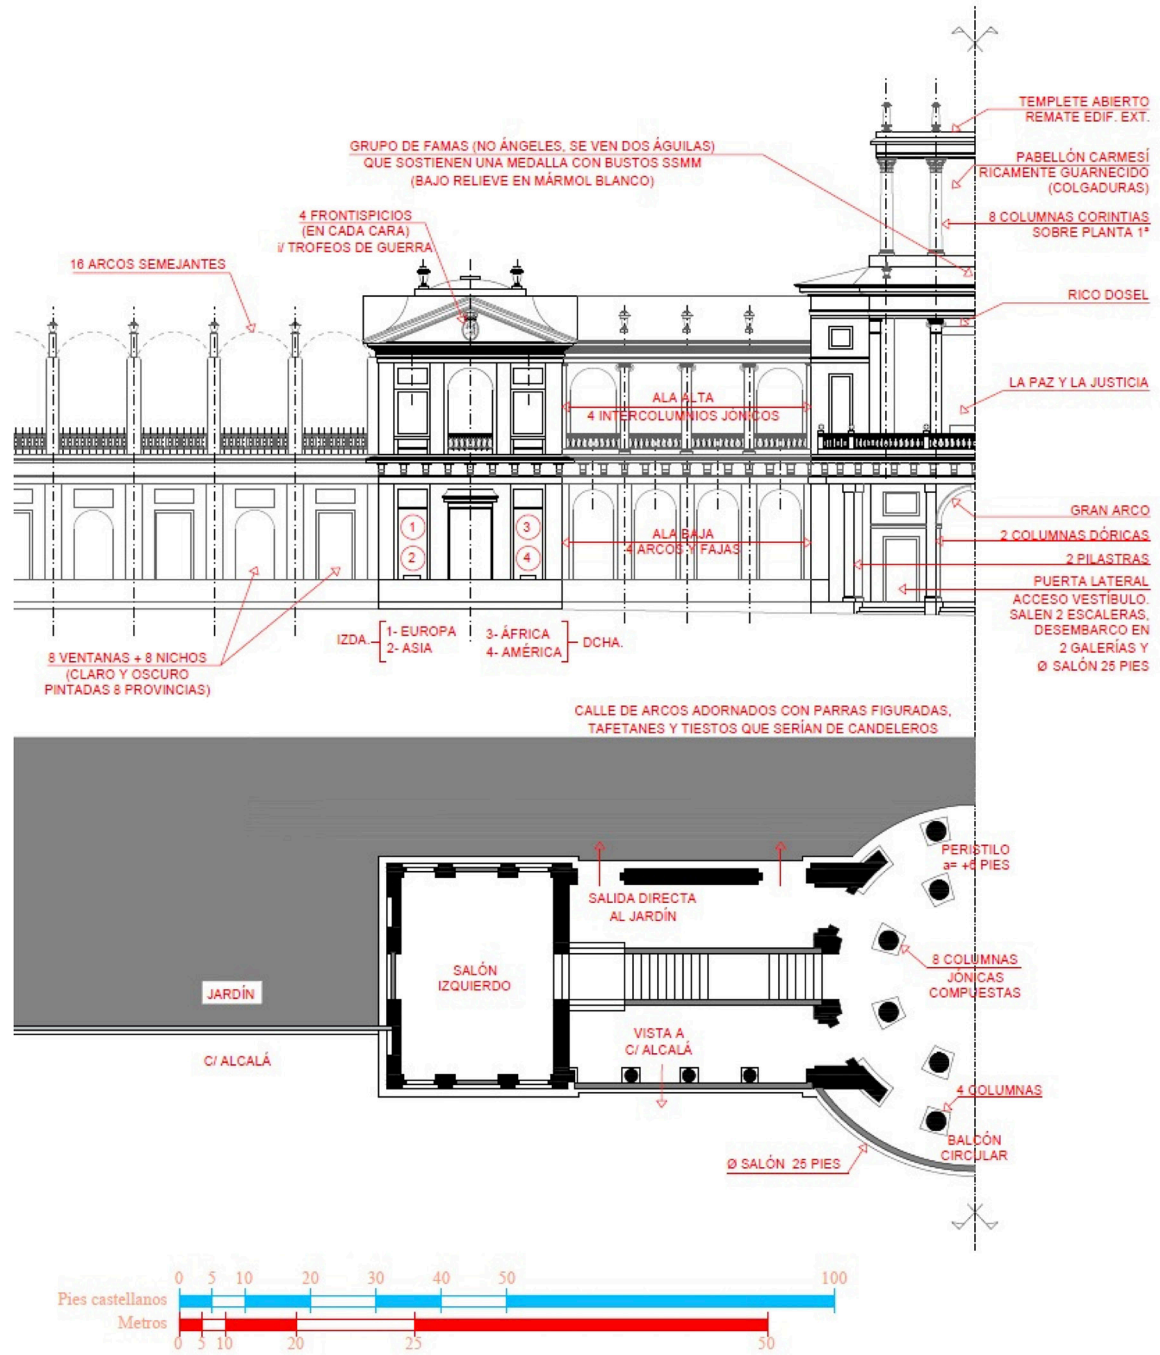 TEMPLETE ABIERTO
REMATE EDIF. EXT.
GRUPO DE FAMAS (NO ÁNGELES, SE VEN DOS ÁGUILAS)
QUE SOSTIENEN UNA MEDALLA CON BUSTOS SSMM
(BAJO RELIEVE EN MÁRMOL BLANCO)
PABELLÓN CARMESÍ
RICAMENTE GUARNECIDO
(COLGADURAS)
4 FRONTISPICIOS
(EN CADA CARA)
i/ TROFEOS DE GUERRA
8 COLUMNAS CORINTIAS
SOBRE PLANTA 1ª
16 ARCOS SEMEJANTES
RICO DOSEL
LA PAZ Y LA JUSTICIA
ALA ALTA
4 INTERCOLUMNIOS JÓNICOS
GRAN ARCO
1
2
3
4
ALA BAJA
4 ARCOS Y FAJAS
2 COLUMNAS DÓRICAS
2 PILASTRAS
PUERTA LATERAL
ACCESO VESTÍBULO.
SALEN 2 ESCALERAS,
DESEMBARCO EN
2 GALERÍAS Y
Ø SALÓN 25 PIES
IZDA.
1- EUROPA
2- ASIA
3- ÁFRICA
4- AMÉRICA
DCHA.
8 VENTANAS + 8 NICHOS
(CLARO Y OSCURO
PINTADAS 8 PROVINCIAS)
CALLE DE ARCOS ADORNADOS CON PARRAS FIGURADAS,
TAFETANES Y TIESTOS QUE SERÍAN DE CANDELEROS
PERISTILO
a= +6 PIES
SALIDA DIRECTA
AL JARDÍN
8 COLUMNAS
JÓNICAS
COMPUESTAS
SALÓN
IZQUIERDO
JARDÍN
VISTA A
C/ ALCALÁ
C/ ALCALÁ
4 COLUMNAS
BALCÓN
CIRCULAR
Ø SALÓN 25 PIES
0 5 10 20 30 40 50 100
Pies castellanos
Metros
0 5 10 20 25 50